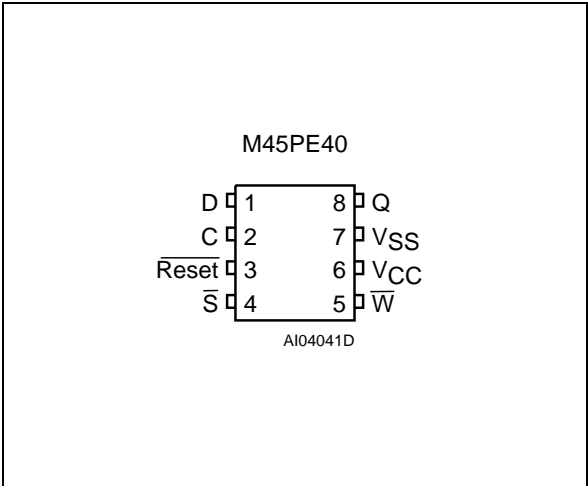 M45PE40
D 1 8 Q
C 2 7 VSS
Reset 3 6 VCC
S 4 5 W
AI04041D